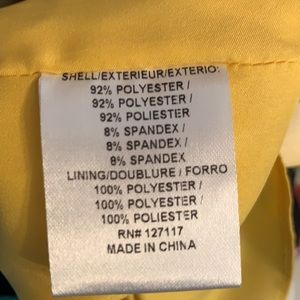 SHELL/EXTERIEUR/EXTERIO:
92% POLYESTER /
92% POLYESTER /
92% POLIESTER
8% SPANDEX /
8% SPANDEX /
8% SPANDEX
LINING/DOUBLURE / FORRO
100% POLYESTER /
100% POLYESTER /
100% POLIESTER
RN# 127117
MADE IN CHINA